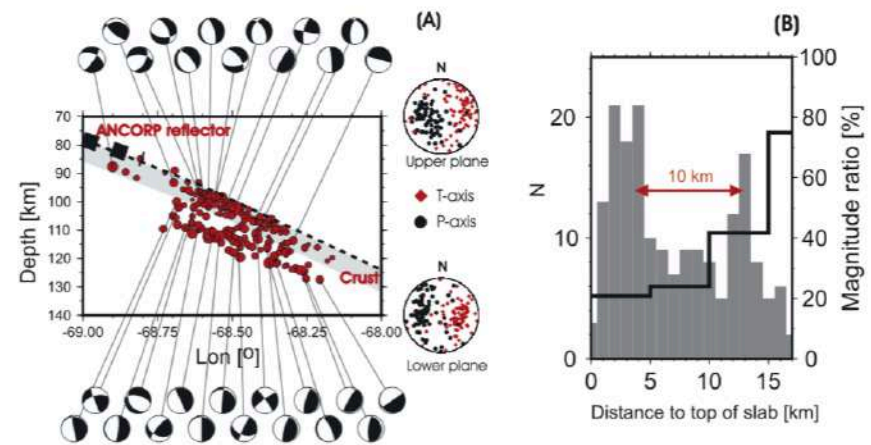 (A)
(B)
N
Upper plane
T-axis
P-axis
N
Lower plane
ANCORP reflector
Crust
70
80
90
100
110
120
130
140
Depth [km]
-69.00
-68.75
-68.50
-68.25
-68.00
Lon [º]
20
10
0
N
10 km
100
80
60
40
20
0
Magnitude ratio [%]
0
5
10
15
Distance to top of slab [km]